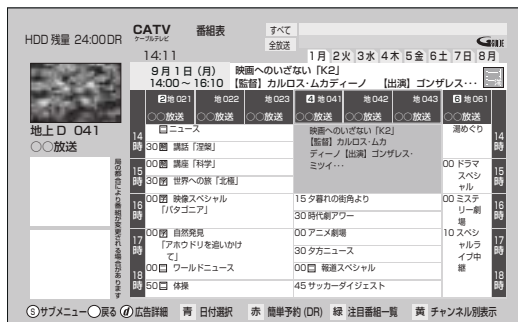 HDD 残量 24:00DR
CATV
ケーブルテレビ
番組表
すべて
全放送
GUIDE
14:11
1月 2火 3水 4木 5金 6土 7日 8月
9月1日 (月)
14:00～16:10
映画へのいざない「K2」
【監督】カルロス・ムカディーノ 【出演】ゴンザレス・・・
2 地 021 地 022 地 023 4 地 041 地 042 地 043 6 地 061
○○放送 ○○放送 ○○放送 ○○放送 ○○放送 ○○放送 ○○放送
地上 D 041
○○放送
局の都合により番組が変更される場合があります
14時
ニュース
30 講話「涅槃」
映画へのいざない「K2」
【監督】カルロス・ムカ
ディーノ【出演】ゴンザレス・
ミツイ・・・
湯めぐり
15時
00 講座「科学」
30 世界への旅「北極」
00 ドラマ
スペシ
ャル
16時
00 映像スペシャル
「パタゴニア」
15 夕暮れの街角より
30 時代劇アワー
00 ミステ
リー劇
場
17時
00 自然発見
「アホウドリを追いかけ
て」
00 アニメ劇場
30 夕方ニュース
10 スペシ
ャルラ
イブ中
継
18時
00 ワールドニュース
50 体操
00 報道スペシャル
45 サッカーダイジェスト
Ⓢサブメニュー ◯戻る ⓓ広告詳細 青 日付選択 赤 簡単予約 (DR) 緑 注目番組一覧 黄 チャンネル別表示